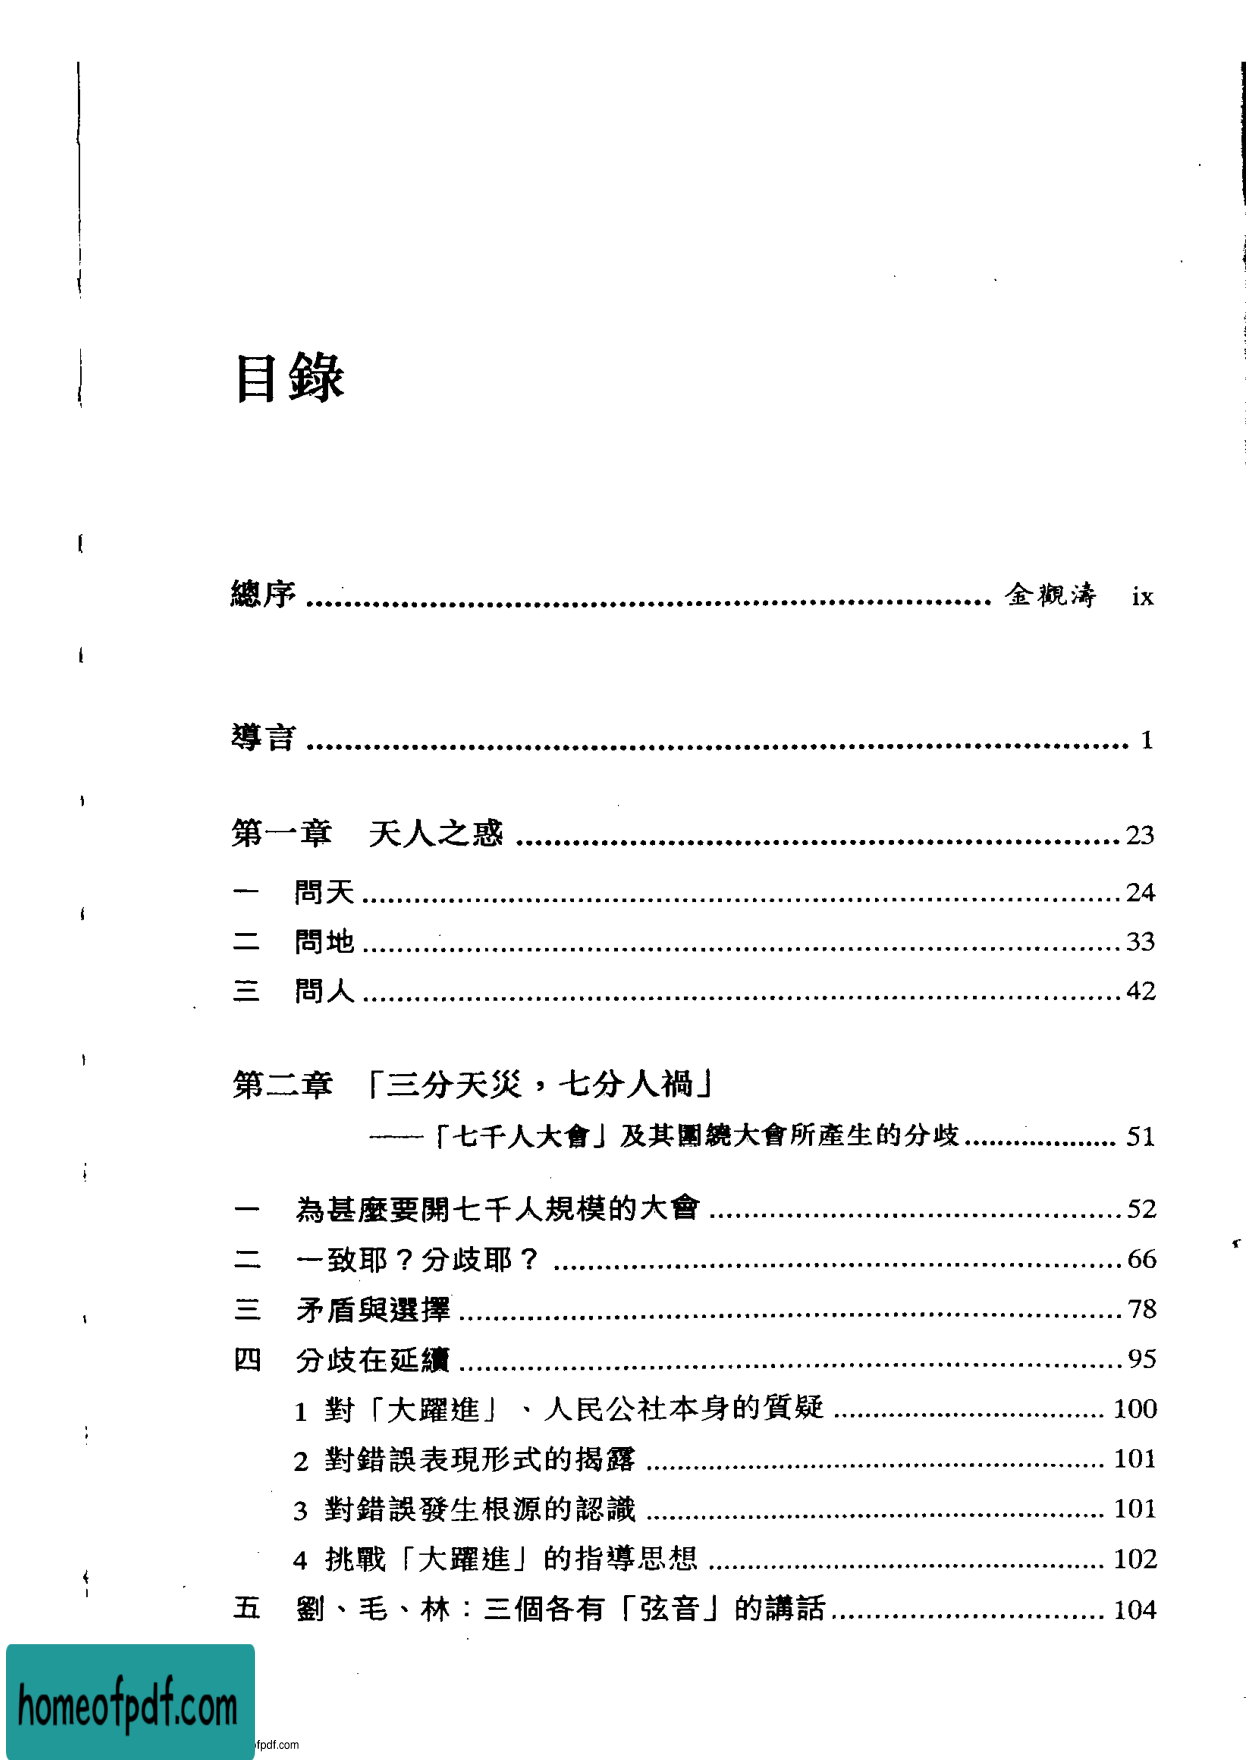 目錄
總序 ........ 金觀濤 ix
導言 ........ 1
第一章 天人之惑 ........ 23
一 問天 ........ 24
二 問地 ........ 33
三 問人 ........ 42
第二章 「三分天災，七分人禍」
——「七千人大會」及其圍繞大會所產生的分歧 ........ 51
一 為甚麼要開七千人規模的大會 ........ 52
二 一致耶？分歧耶？ ........ 66
三 矛盾與選擇 ........ 78
四 分歧在延續 ........ 95
1 對「大躍進」、人民公社本身的質疑 ........ 100
2 對錯誤表現形式的揭露 ........ 101
3 對錯誤發生根源的認識 ........ 101
4 挑戰「大躍進」的指導思想 ........ 102
五 劉、毛、林：三個各有「弦音」的講話 ........ 104
homeofpdf.com
ofpdf.com